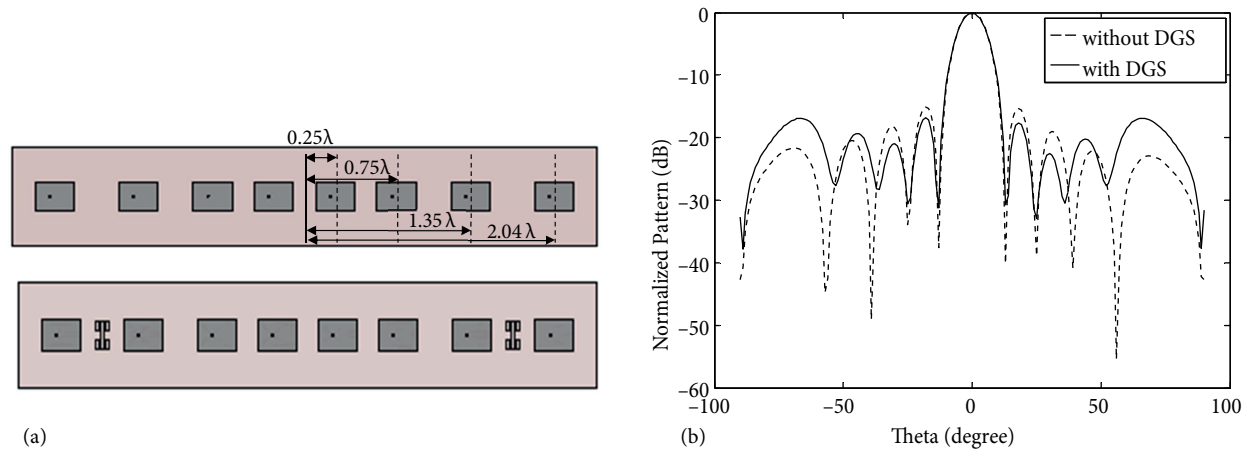 0.25λ
0.75λ
1.35 λ
2.04 λ
(a)
0
−10
−20
−30
−40
−50
−60
−100
−50
0
50
100
Normalized Pattern (dB)
Theta (degree)
without DGS
with DGS
(b)